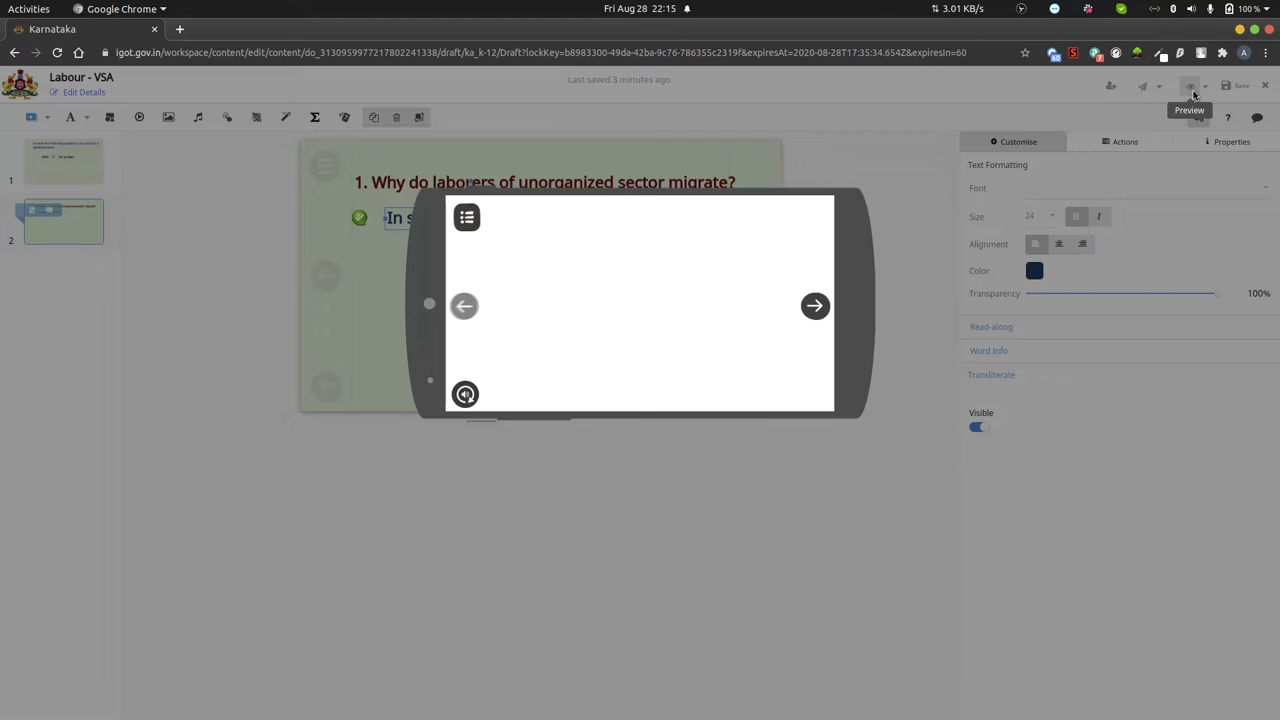 Activities
Google Chrome
Fri Aug 28 22:15
3.01 KB/s
100 %
Karnataka
igot.gov.in/workspace/content/edit/content/do_3130959977217802241338/draft/ka_k-12/Draft?lockKey=b8983300-49da-42ba-9c76-786355c2319f&expiresAt=2020-08-28T17:35:34.654Z&expiresIn=60
Labour - VSA
Edit Details
Last saved 3 minutes ago
Save
Preview
A
Customise
Actions
Properties
1
2
1. Why do laborers of unorganized sector migrate?
In s
Text Formatting
Font
Size
24
B
I
Alignment
Color
Transparency
100%
Read-along
Word Info
Transliterate
Visible